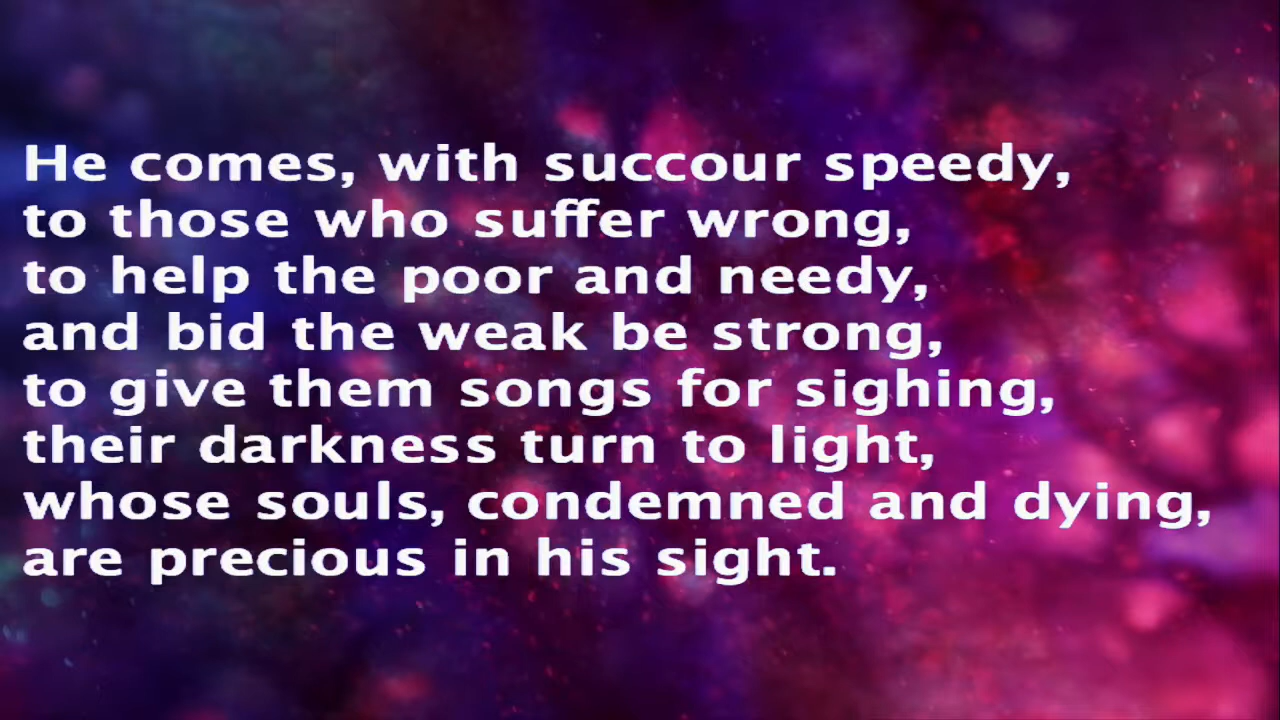 He comes, with succour speedy,
to those who suffer wrong,
to help the poor and needy,
and bid the weak be strong,
to give them songs for sighing,
their darkness turn to light,
whose souls, condemned and dying,
are precious in his sight.